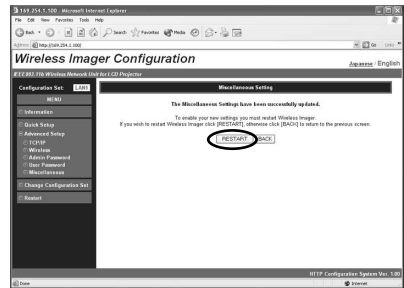 169.254.1.100 - Microsoft Internet Explorer
File Edit View Favorites Tools Help
Back Search Favorites Media
Address http://169.254.1.100/ Go Links »
Wireless Imager Configuration
Japanese / English
IEEE802.11b Wireless Network Unit for LCD Projector
Configuration Set: LAN1
Miscellaneous Setting
MENU
Information
Quick Setup
Advanced Setup
TCP/IP
Wireless
Admin Password
User Password
Miscellaneous
Change Configuration Set
Restart
The Miscellaneous Settings have been successfully updated.
To enable your new settings you must restart Wireless Imager.
If you wish to restart Wireless Imager click [RESTART], otherwise click [BACK] to return to the previous screen.
RESTART BACK
HTTP Configuration System Ver. 1.00
Done Internet